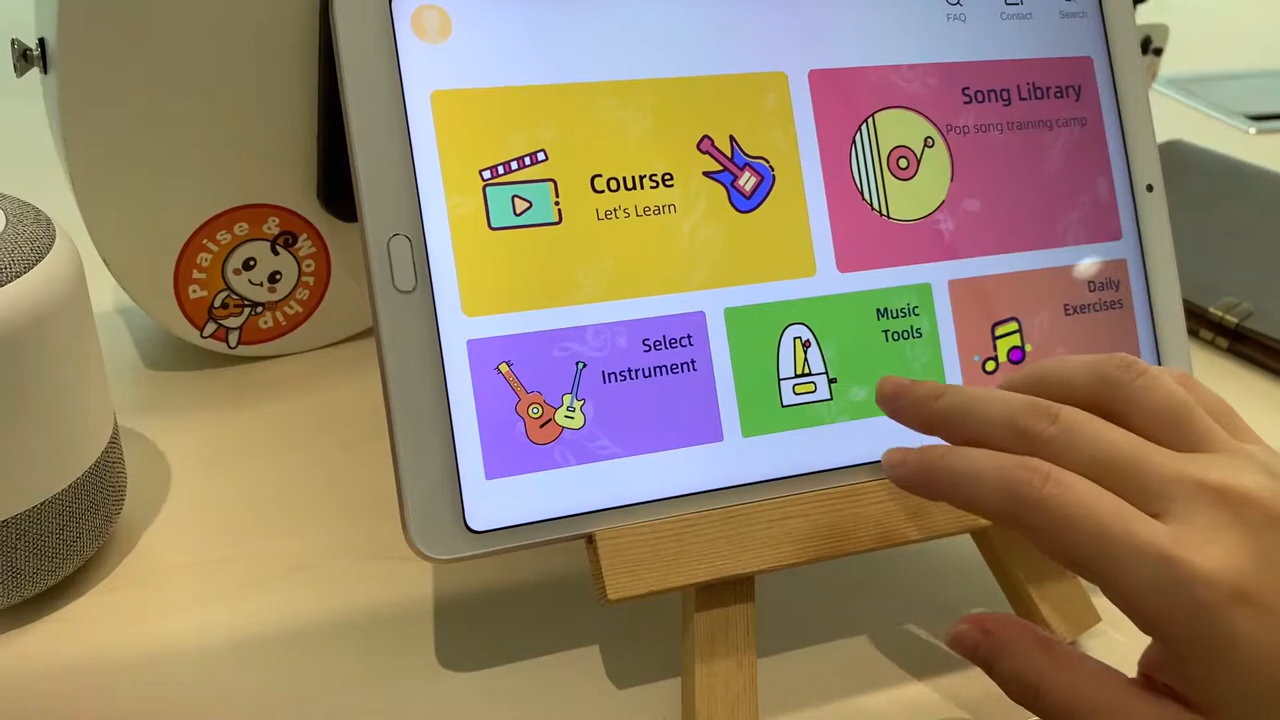 FAQ
Contact
Search
Course
Let's Learn
Song Library
Pop song training camp
Select
Instrument
Music
Tools
Daily
Exercises
Praise & Worship